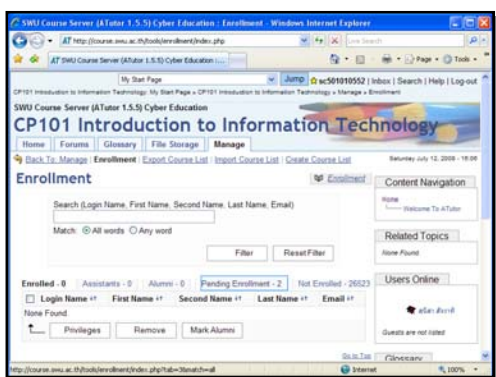 SWU Course Server (ATutor 1.5.5) Cyber Education : Enrollment - Windows Internet Explorer
http://course.swu.ac.th/tools/enrollment/index.php
Live Search
SWU Course Server (ATutor 1.5.5) Cyber Education : ...
Page Tools
My Start Page Jump sc501010552 | Inbox | Search | Help | Log-out
CP101 Introduction to Information Technology: My Start Page » CP101 Introduction to Information Technology » Manage » Enrollment
SWU Course Server (ATutor 1.5.5) Cyber Education
CP101 Introduction to Information Technology
Home Forums Glossary File Storage Manage
Back To: Manage | Enrollment | Export Course List | Import Course List | Create Course List
Saturday July 12, 2008 - 16:06
Enrollment
Enrollment
Content Navigation
Home
Welcome To ATutor
Search (Login Name, First Name, Second Name, Last Name, Email)
Match: All words Any word
Filter Reset Filter
Related Topics
None Found.
Enrolled - 0 Assistants - 0 Alumni - 0 Pending Enrollment - 2 Not Enrolled - 26523
Users Online
Login Name First Name Second Name Last Name Email
None Found
Privileges Remove Mark Alumni
Guests are not listed
Go to Top
Glossary
http://course.swu.ac.th/tools/enrollment/index.php?tab=3&match=all
Internet
100%